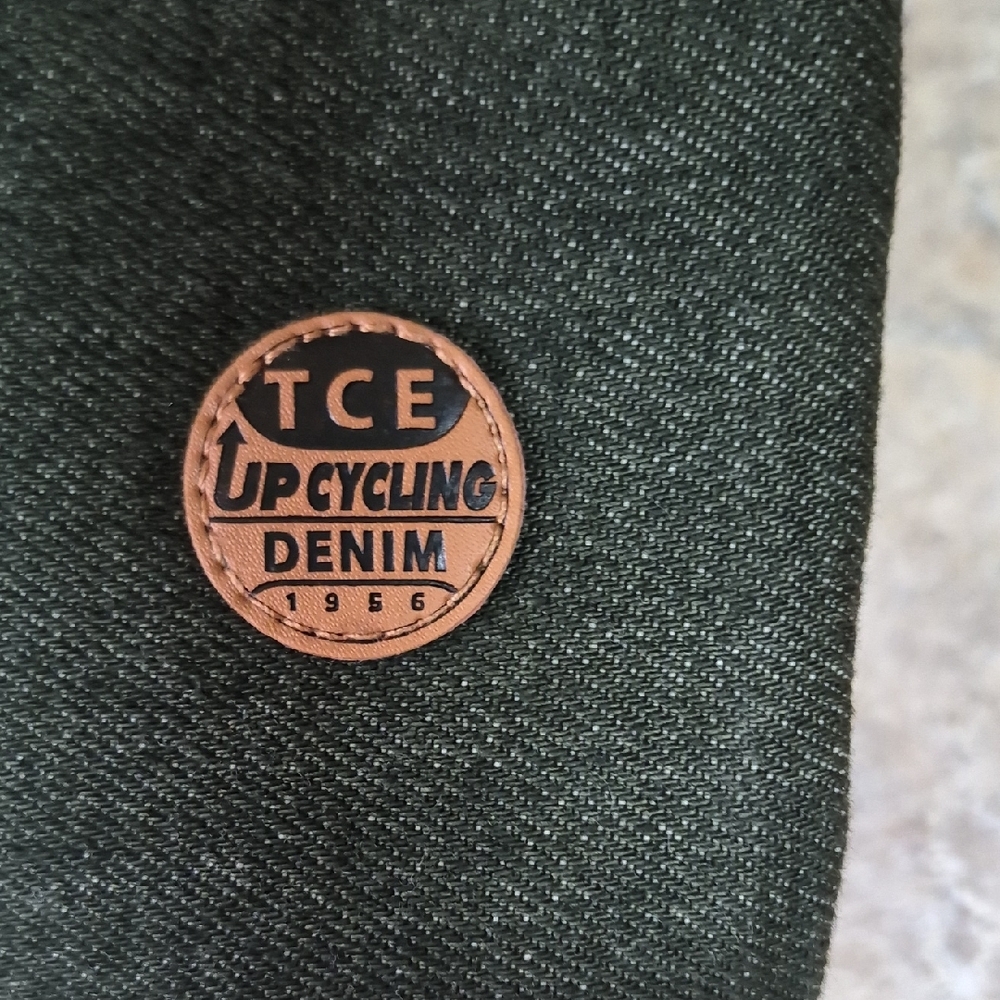 TCE
UPCYCLING
DENIM
1956